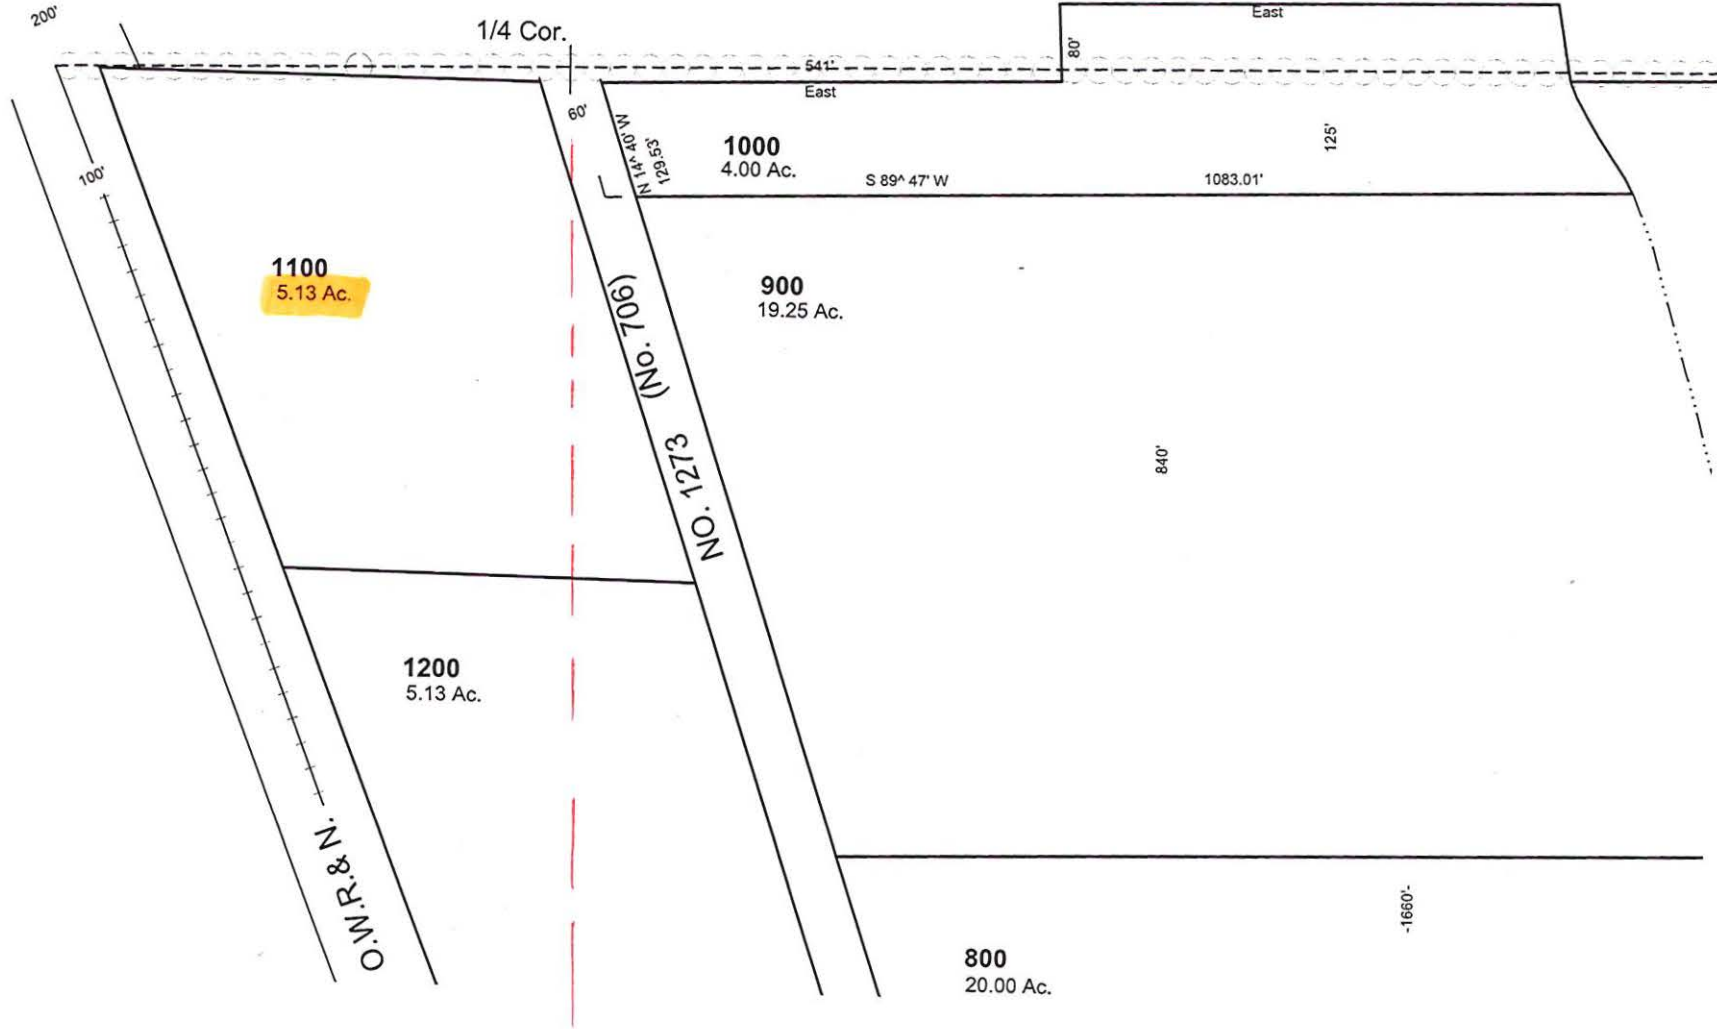 200'
1/4 Cor.
East
80'
541'
East
60'
N 14^ 40' W
129.53'
1000
4.00 Ac.
125'
S 89^ 47' W
1083.01'
100'
1100
5.13 Ac.
900
19.25 Ac.
NO. 1273 (No. 706)
840'
1200
5.13 Ac.
O.W.R.& N.
-1660'-
800
20.00 Ac.